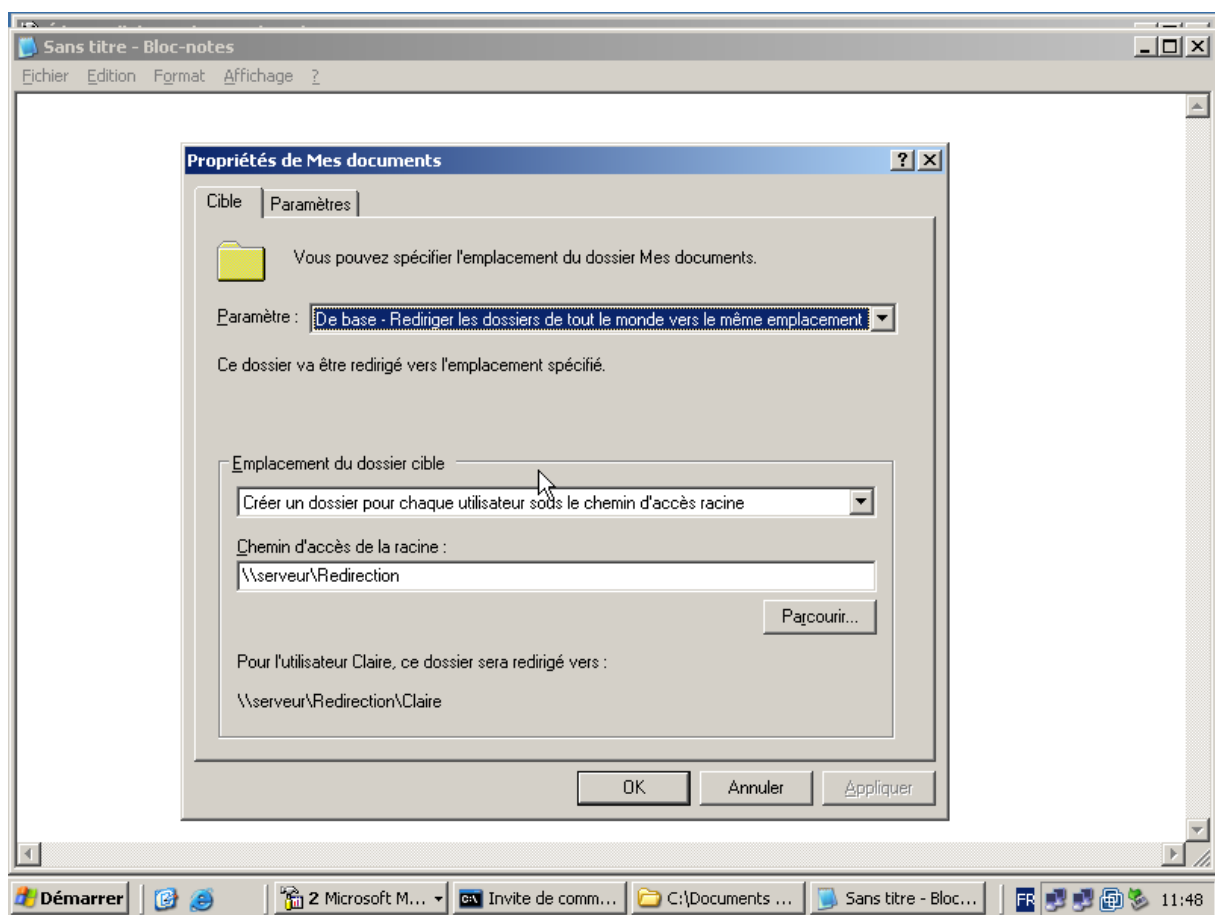 Sans titre - Bloc-notes
Fichier Edition Format Affichage ?
Propriétés de Mes documents
Cible Paramètres
Vous pouvez spécifier l'emplacement du dossier Mes documents.
Paramètre : De base - Rediriger les dossiers de tout le monde vers le même emplacement
Ce dossier va être redirigé vers l'emplacement spécifié.
Emplacement du dossier cible
Créer un dossier pour chaque utilisateur sous le chemin d'accès racine
Chemin d'accès de la racine :
\\serveur\Redirection
Parcourir...
Pour l'utilisateur Claire, ce dossier sera redirigé vers :
\\serveur\Redirection\Claire
OK Annuler Appliquer
Démarrer 2 Microsoft M... Invite de comm... C:\Documents ... Sans titre - Bloc... FR 11:48